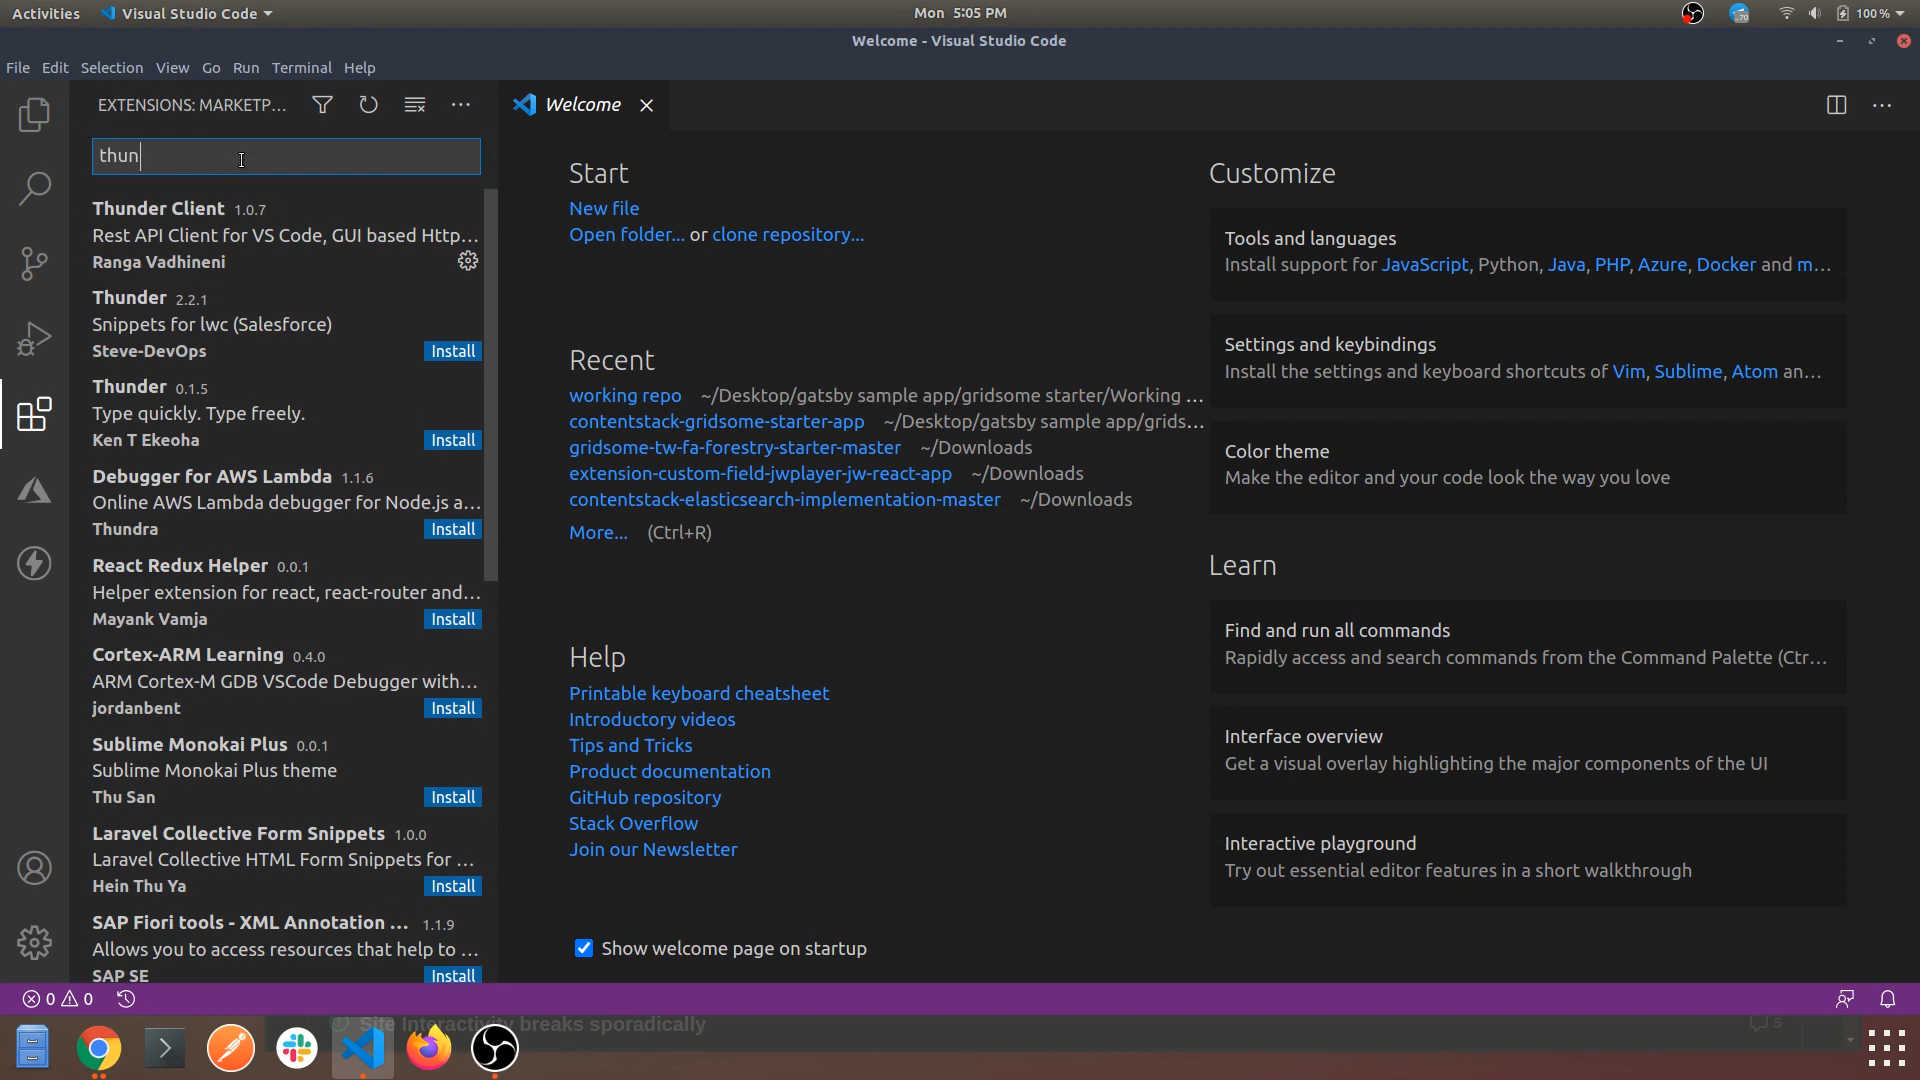 Activities
Visual Studio Code
Mon 5:05 PM
70
100 %
Welcome - Visual Studio Code
File Edit Selection View Go Run Terminal Help
EXTENSIONS: MARKETP...
thun
Thunder Client 1.0.7
Rest API Client for VS Code, GUI based Http...
Ranga Vadhineni
Thunder 2.2.1
Snippets for lwc (Salesforce)
Steve-DevOps Install
Thunder 0.1.5
Type quickly. Type freely.
Ken T Ekeoha Install
Debugger for AWS Lambda 1.1.6
Online AWS Lambda debugger for Node.js a...
Thundra Install
React Redux Helper 0.0.1
Helper extension for react, react-router and...
Mayank Vamja Install
Cortex-ARM Learning 0.4.0
ARM Cortex-M GDB VSCode Debugger with...
jordanbent Install
Sublime Monokai Plus 0.0.1
Sublime Monokai Plus theme
Thu San Install
Laravel Collective Form Snippets 1.0.0
Laravel Collective HTML Form Snippets for ...
Hein Thu Ya Install
SAP Fiori tools - XML Annotation ... 1.1.9
Allows you to access resources that help to ...
SAP SE Install
Welcome
Start
New file
Open folder... or clone repository...
Recent
working repo ~/Desktop/gatsby sample app/gridsome starter/Working ...
contentstack-gridsome-starter-app ~/Desktop/gatsby sample app/grids...
gridsome-tw-fa-forestry-starter-master ~/Downloads
extension-custom-field-jwplayer-jw-react-app ~/Downloads
contentstack-elasticsearch-implementation-master ~/Downloads
More... (Ctrl+R)
Help
Printable keyboard cheatsheet
Introductory videos
Tips and Tricks
Product documentation
GitHub repository
Stack Overflow
Join our Newsletter
Show welcome page on startup
Customize
Tools and languages
Install support for JavaScript, Python, Java, PHP, Azure, Docker and m...
Settings and keybindings
Install the settings and keyboard shortcuts of Vim, Sublime, Atom an...
Color theme
Make the editor and your code look the way you love
Learn
Find and run all commands
Rapidly access and search commands from the Command Palette (Ctr...
Interface overview
Get a visual overlay highlighting the major components of the UI
Interactive playground
Try out essential editor features in a short walkthrough
0 0
Site Interactivity breaks sporadically
5